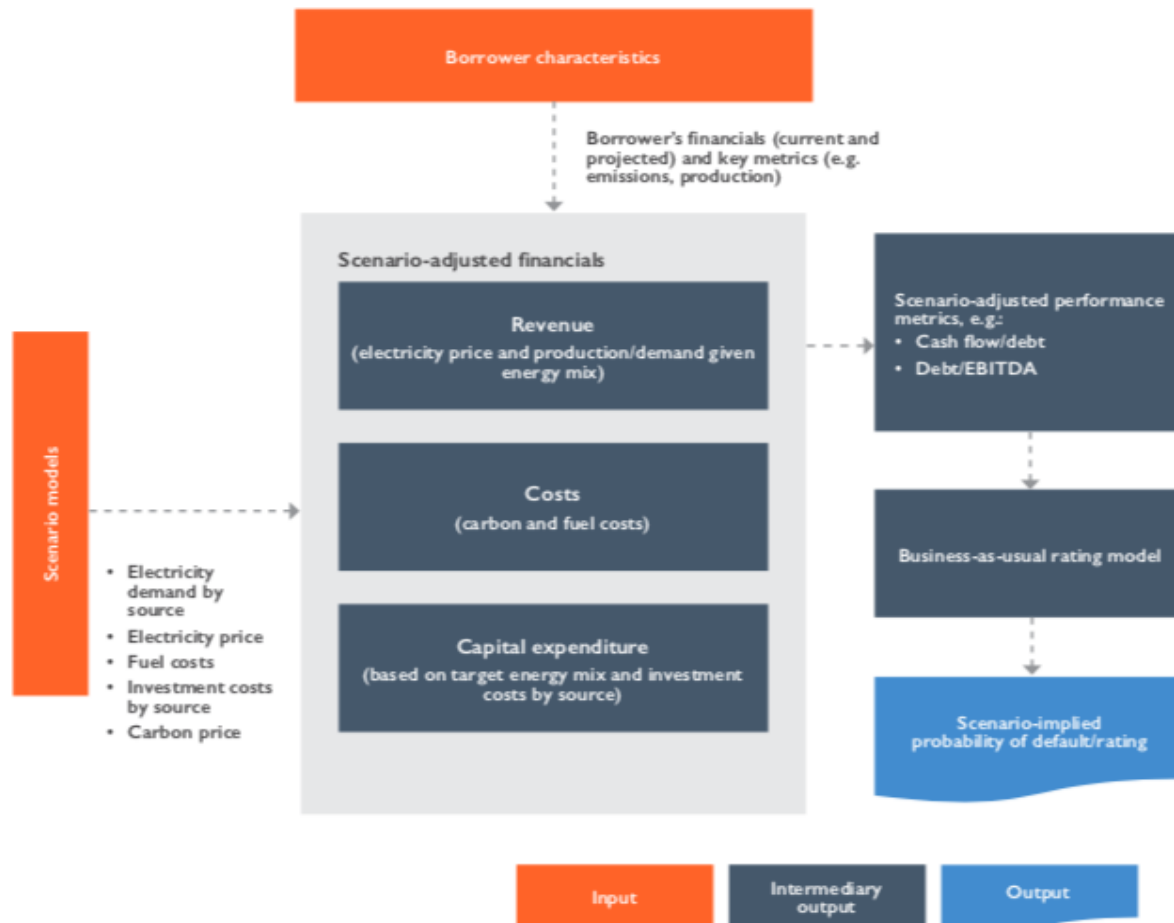 Borrower characteristics
Borrower's financials (current and
projected) and key metrics (e.g.
emissions, production)
Scenario-adjusted financials
Revenue
(electricity price and production/demand given
energy mix)
Costs
(carbon and fuel costs)
Capital expenditure
(based on target energy mix and investment
costs by source)
Scenario models
• Electricity
demand by
source
• Electricity price
• Fuel costs
• Investment costs
by source
• Carbon price
Scenario-adjusted performance
metrics, e.g.:
• Cash flow/debt
• Debt/EBITDA
Business-as-usual rating model
Scenario-implied
probability of default/rating
Input
Intermediary
output
Output